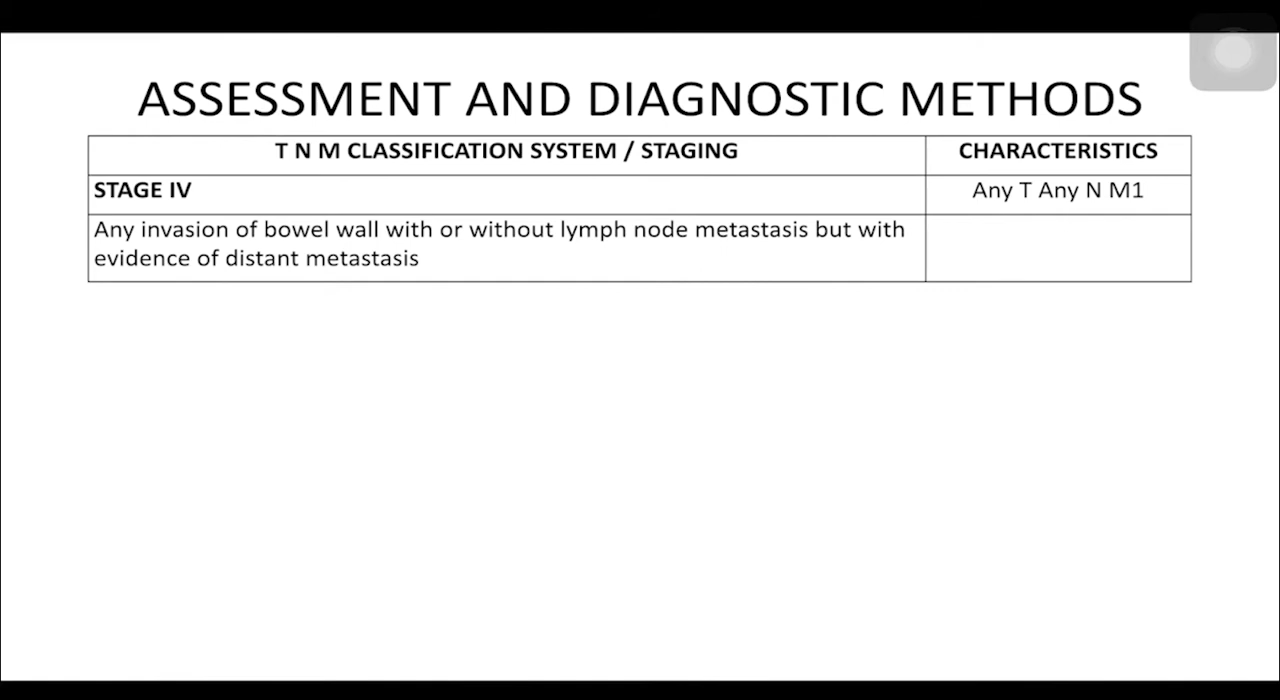 ASSESSMENT AND DIAGNOSTIC METHODS
T N M CLASSIFICATION SYSTEM / STAGING
CHARACTERISTICS
STAGE IV
Any T Any N M1
Any invasion of bowel wall with or without lymph node metastasis but with
evidence of distant metastasis